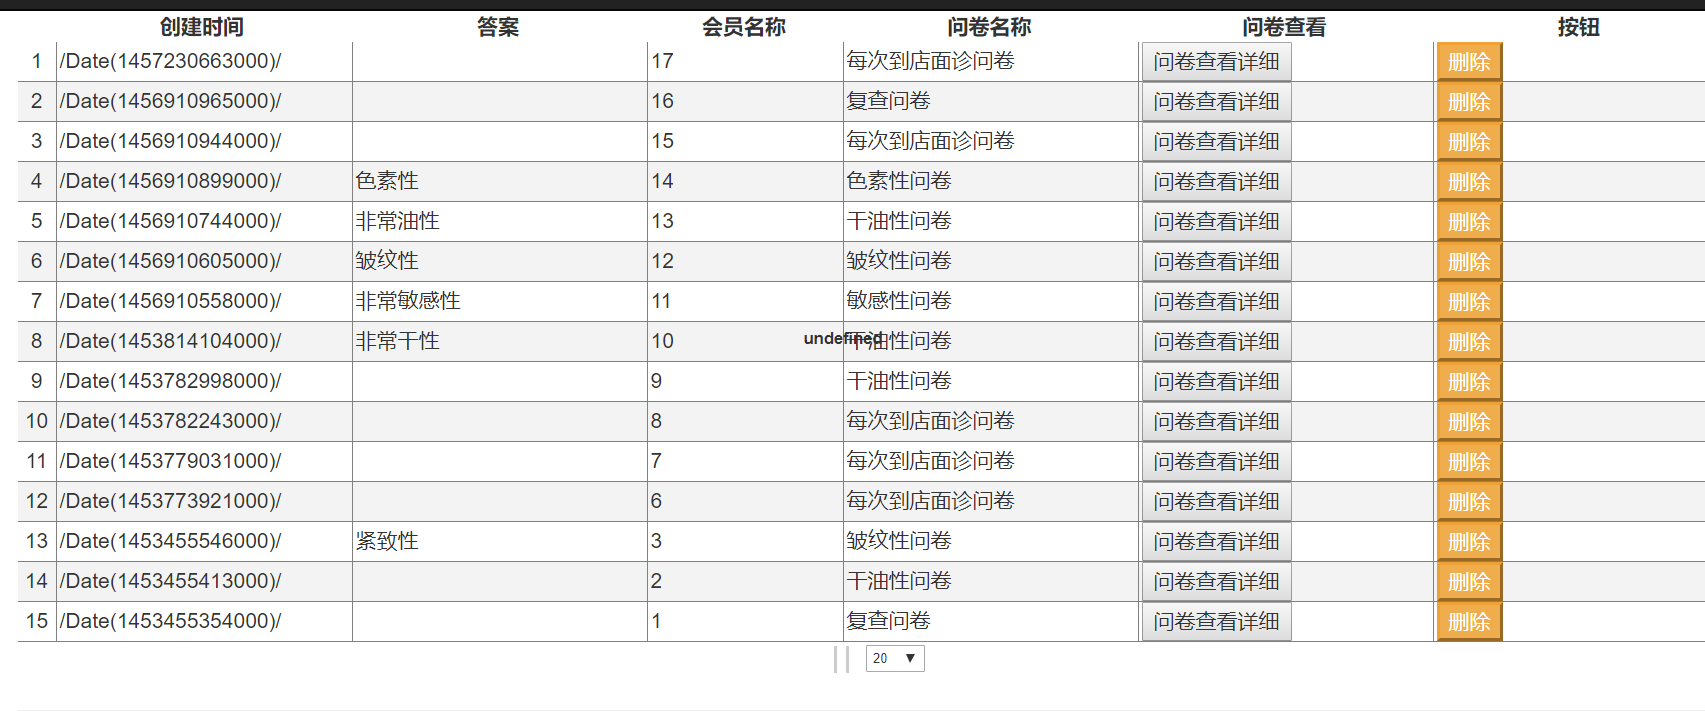 创建时间 答案 会员名称 问卷名称 问卷查看 按钮
1 /Date(1457230663000)/ 17 每次到店面诊问卷 问卷查看详细 删除
2 /Date(1456910965000)/ 16 复查问卷 问卷查看详细 删除
3 /Date(1456910944000)/ 15 每次到店面诊问卷 问卷查看详细 删除
4 /Date(1456910899000)/ 色素性 14 色素性问卷 问卷查看详细 删除
5 /Date(1456910744000)/ 非常油性 13 干油性问卷 问卷查看详细 删除
6 /Date(1456910605000)/ 皱纹性 12 皱纹性问卷 问卷查看详细 删除
7 /Date(1456910558000)/ 非常敏感性 11 敏感性问卷 问卷查看详细 删除
undefined
8 /Date(1453814104000)/ 非常干性 10 干油性问卷 问卷查看详细 删除
9 /Date(1453782998000)/ 9 干油性问卷 问卷查看详细 删除
10 /Date(1453782243000)/ 8 每次到店面诊问卷 问卷查看详细 删除
11 /Date(1453779031000)/ 7 每次到店面诊问卷 问卷查看详细 删除
12 /Date(1453773921000)/ 6 每次到店面诊问卷 问卷查看详细 删除
13 /Date(1453455546000)/ 紧致性 3 皱纹性问卷 问卷查看详细 删除
14 /Date(1453455413000)/ 2 干油性问卷 问卷查看详细 删除
15 /Date(1453455354000)/ 1 复查问卷 问卷查看详细 删除
20